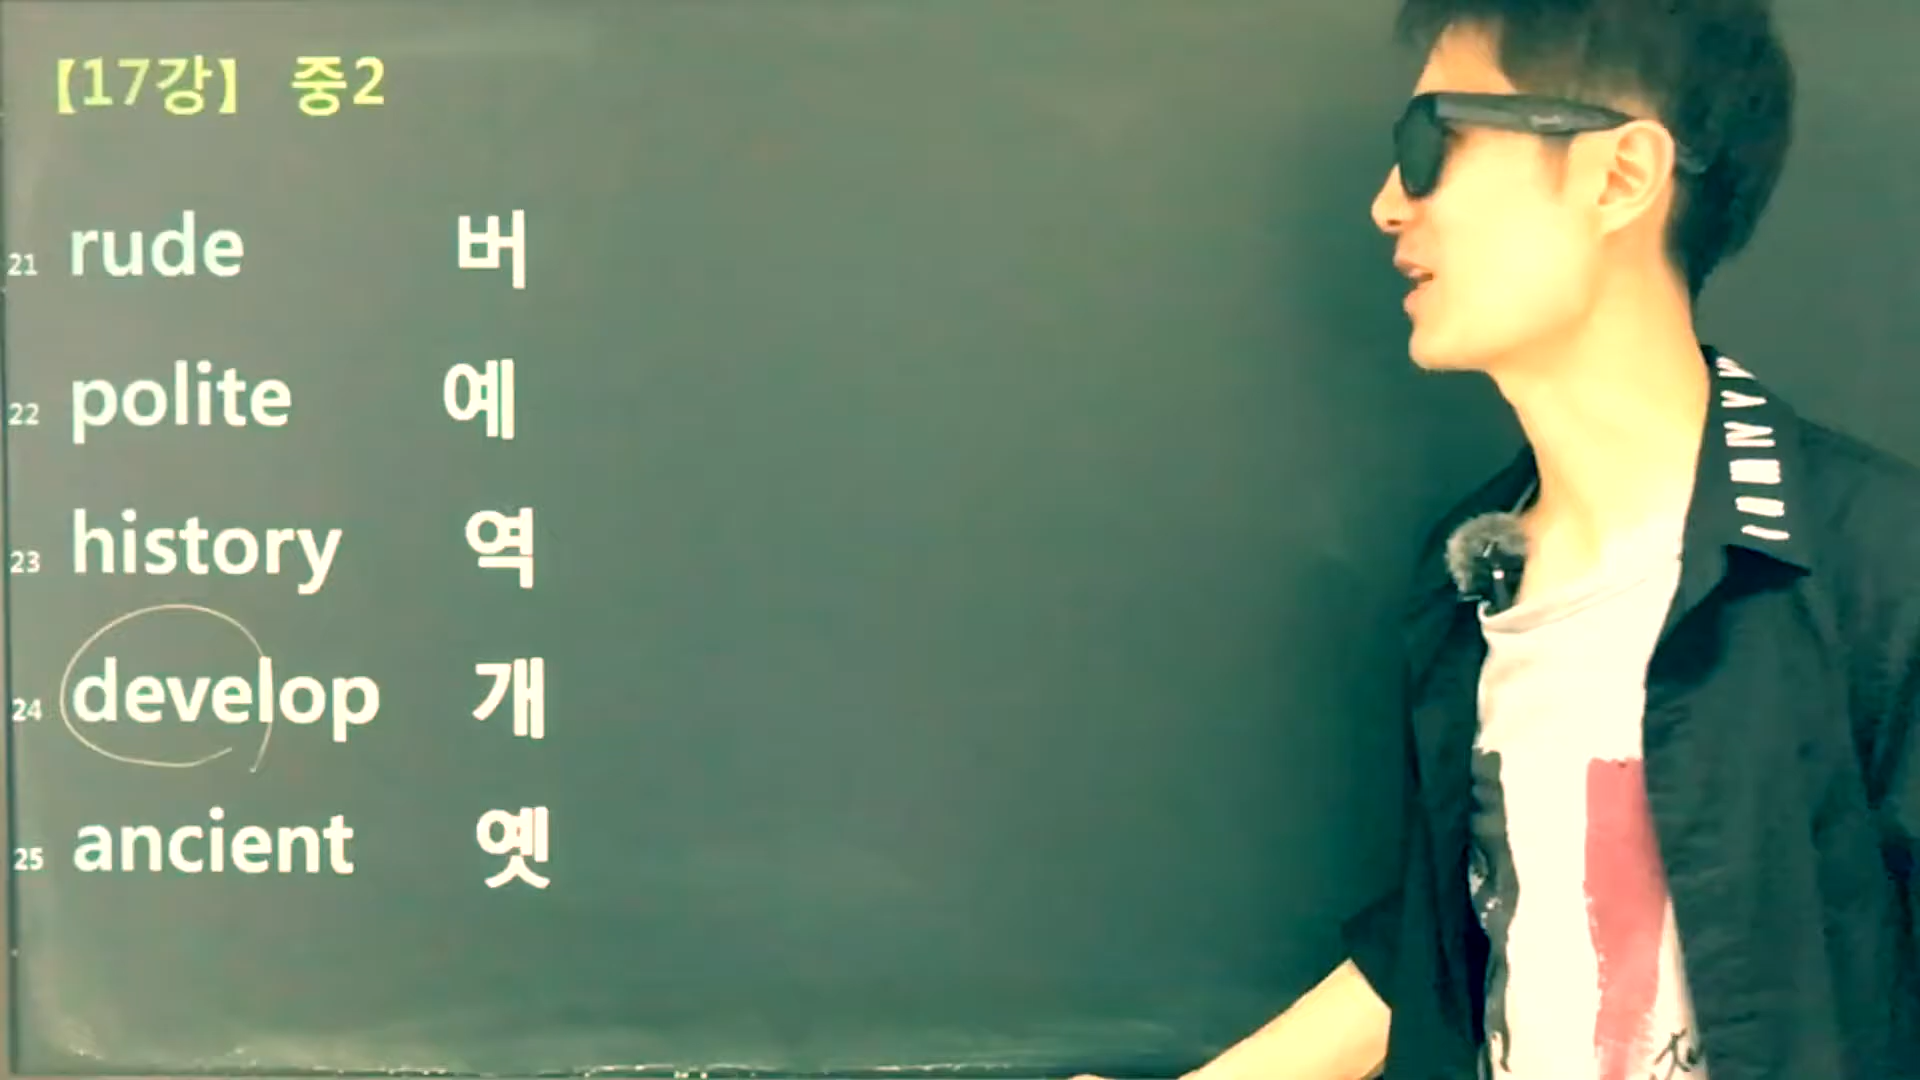 【17강】 중2
21 rude 버
22 polite 예
23 history 역
24 develop 개
25 ancient 옛